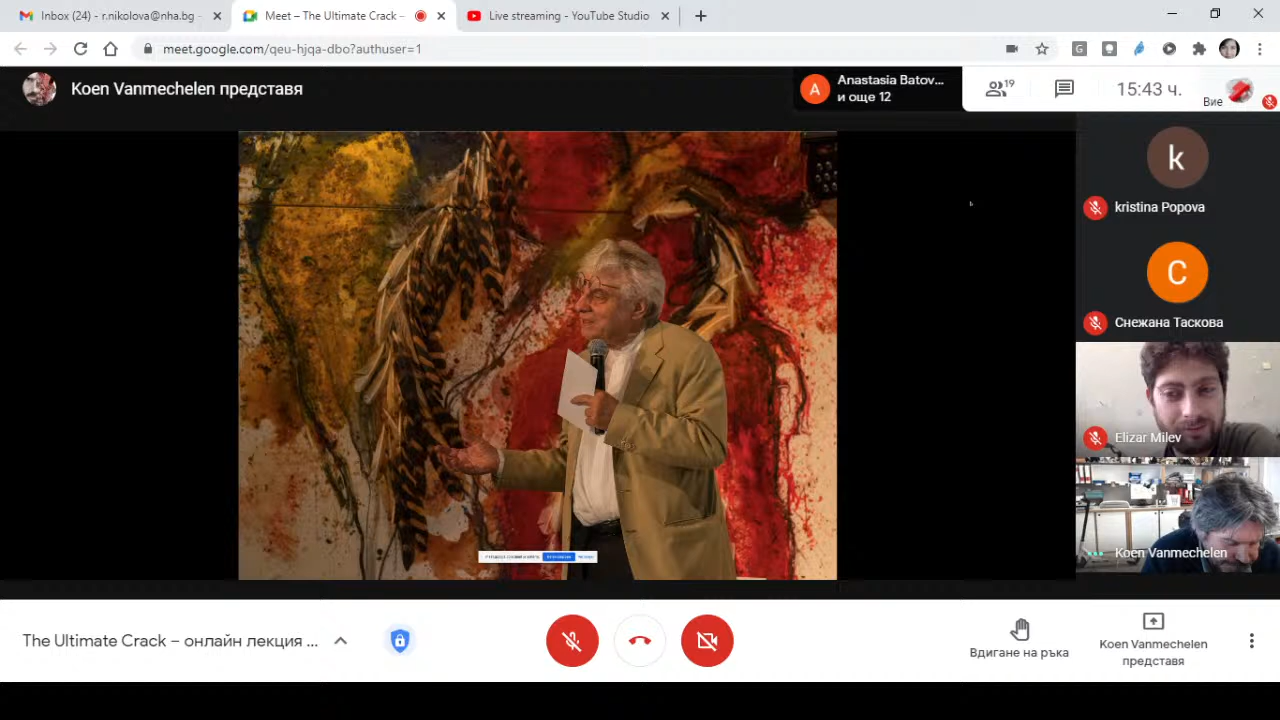 Inbox (24) - r.nikolova@nha.bg -
Meet – The Ultimate Crack –
Live streaming - YouTube Studio
meet.google.com/qeu-hjqa-dbo?authuser=1
Koen Vanmechelen представя
A
Anastasia Batov...
и още 12
19
15:43 ч.
Вие
k
kristina Popova
C
Снежана Таскова
Elizar Milev
Koen Vanmechelen
The Ultimate Crack – онлайн лекция ...
Вдигане на ръка
Koen Vanmechelen
представя